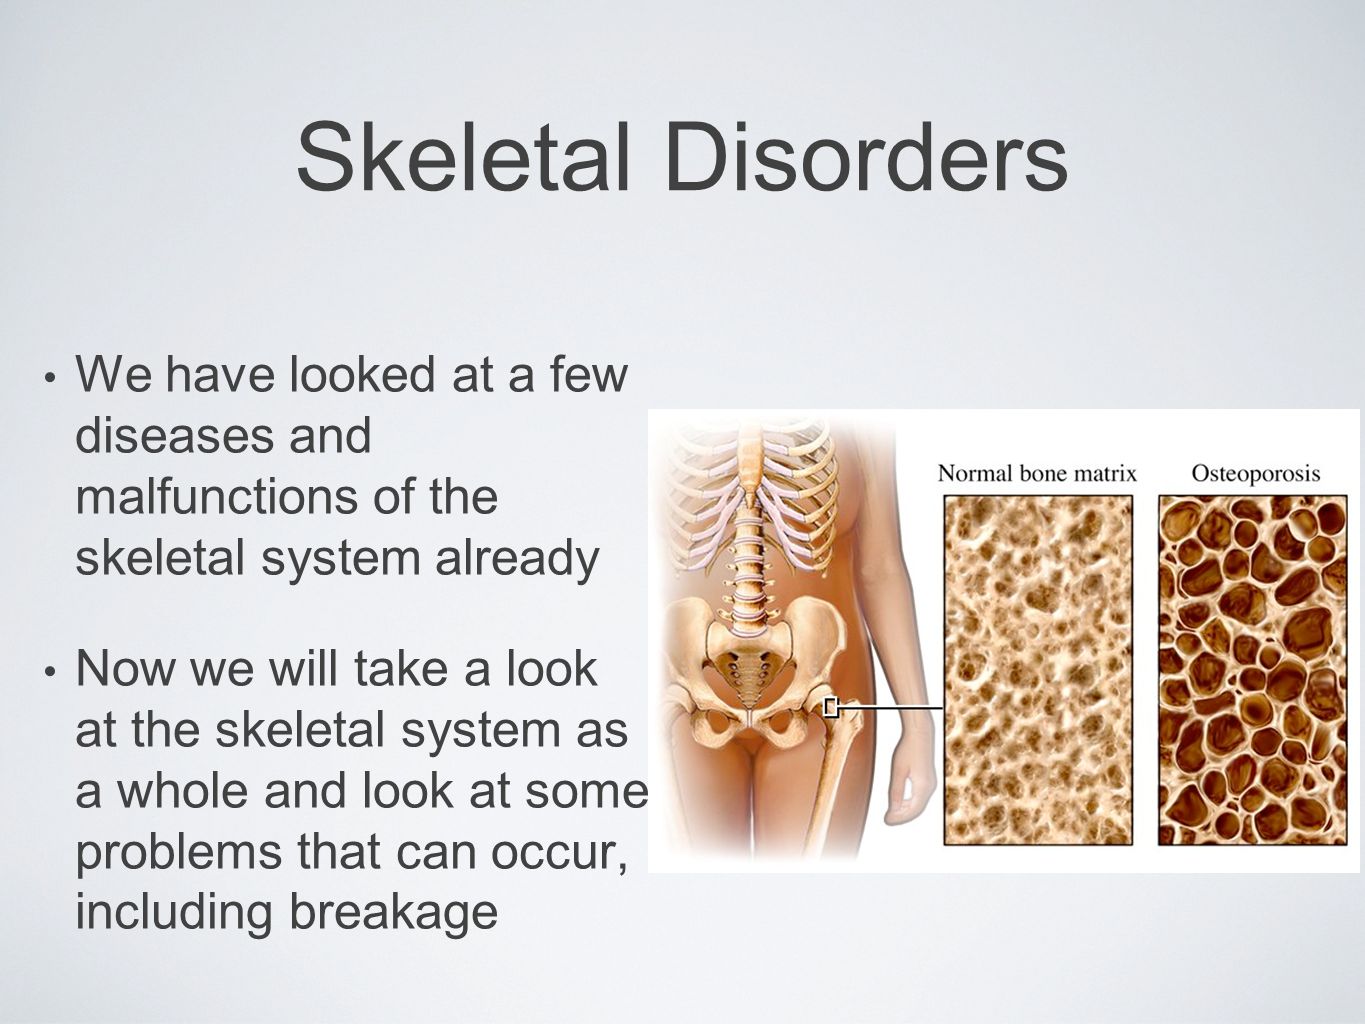 Skeletal Disorders
• We have looked at a few
diseases and
malfunctions of the
skeletal system already
• Now we will take a look
at the skeletal system as
a whole and look at some
problems that can occur,
including breakage
Normal bone matrix
Osteoporosis